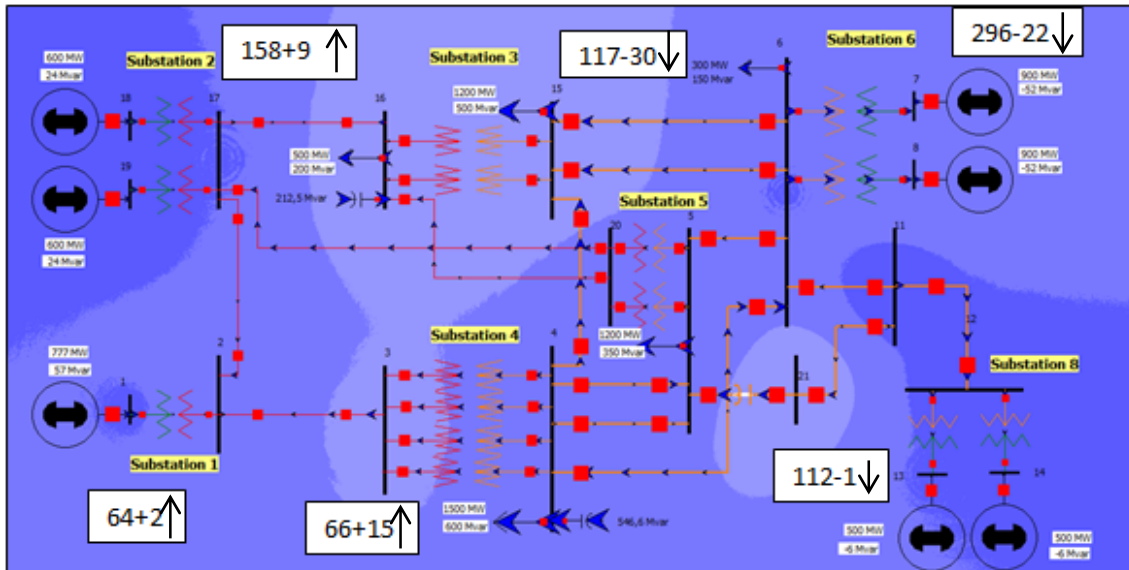 158+9
117-30
296-22
600 MW
24 Mvar
Substation 2
Substation 3
Substation 6
6
300 MW
150 Mvar
7
900 MW
-52 Mvar
18
17
16
1200 MW
500 Mvar
15
19
500 MW
200 Mvar
8
900 MW
-52 Mvar
212,5 Mvar
Substation 5
20
5
11
600 MW
24 Mvar
2
3
Substation 4
4
1200 MW
350 Mvar
12
777 MW
57 Mvar
1
21
Substation 8
Substation 1
112-1
13
14
64+2
66+15
1500 MW
600 Mvar
546,6 Mvar
500 MW
-6 Mvar
500 MW
-6 Mvar